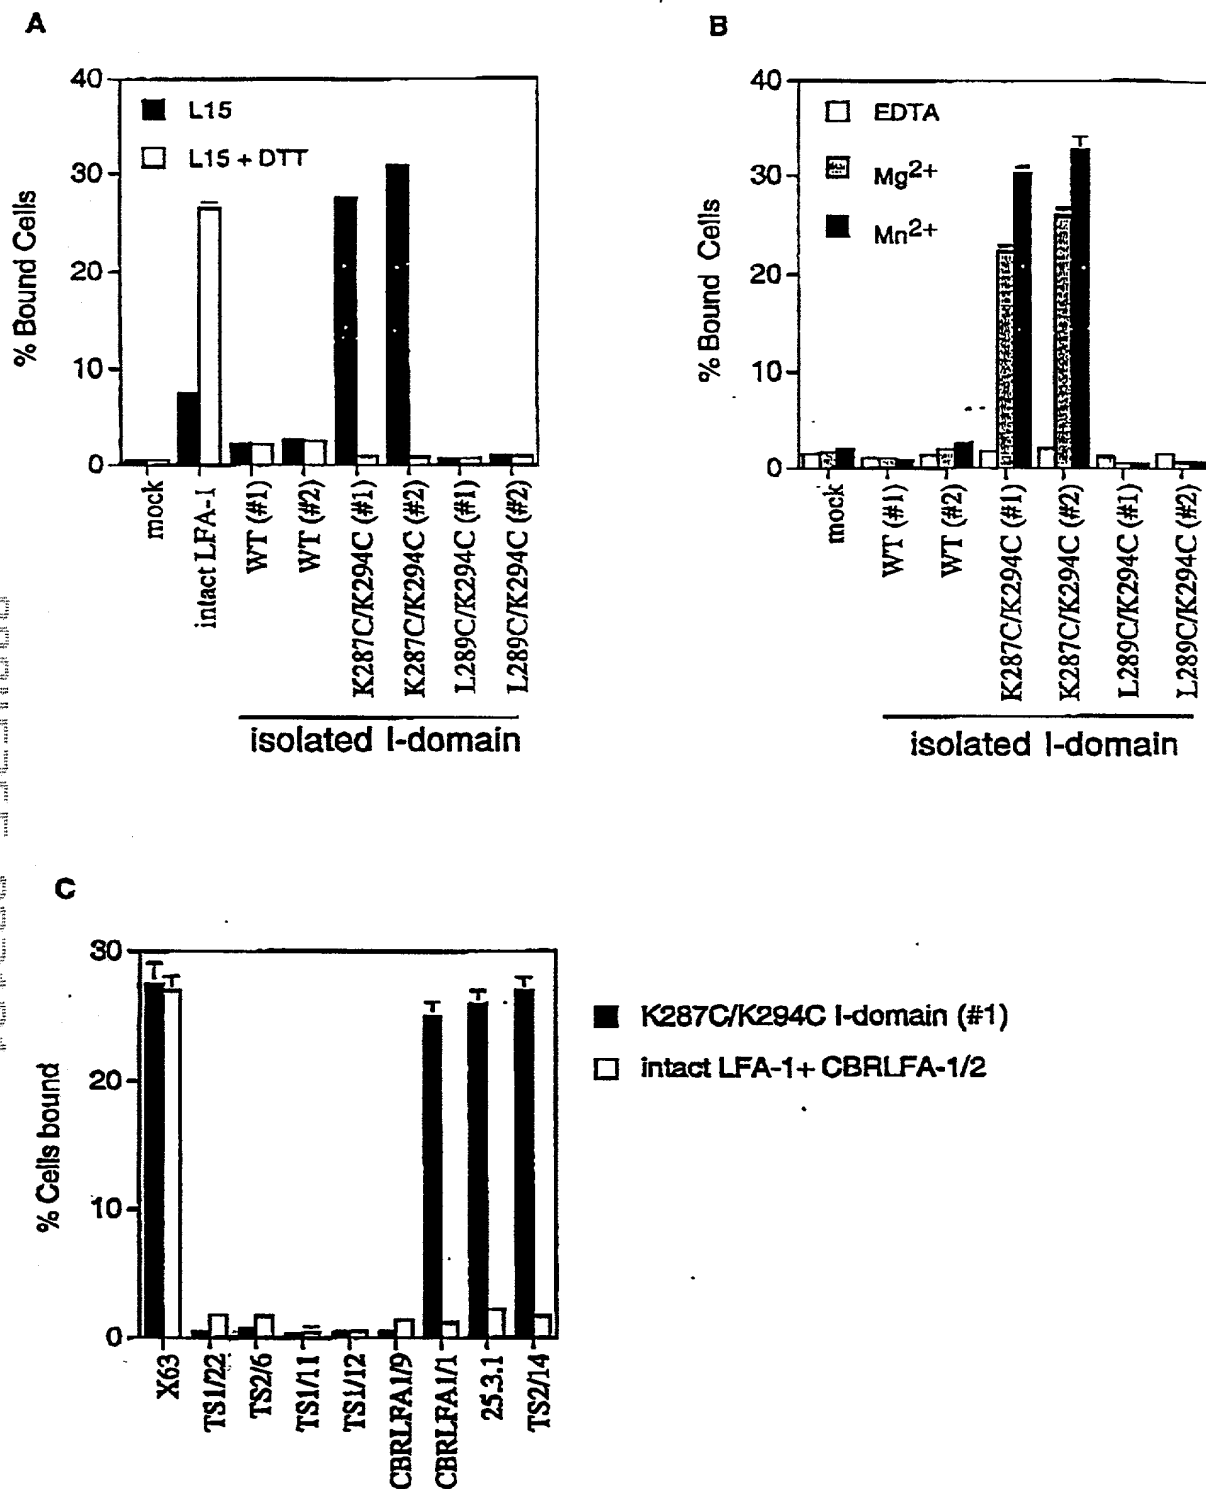 A
40
30
20
10
0
% Bound Cells
L15
L15 + DTT
mock
intact LFA-1
WT (#1)
WT (#2)
K287C/K294C (#1)
K287C/K294C (#2)
L289C/K294C (#1)
L289C/K294C (#2)
isolated I-domain
B
40
30
20
10
0
% Bound Cells
EDTA
Mg2+
Mn2+
mock
WT (#1)
WT (#2)
K287C/K294C (#1)
K287C/K294C (#2)
L289C/K294C (#1)
L289C/K294C (#2)
isolated I-domain
C
30
20
10
0
% Cells bound
X63
TS1/22
TS2/6
TS1/11
TS1/12
CBRLFA1/9
CBRLFA1/1
25.3.1
TS2/14
K287C/K294C I-domain (#1)
intact LFA-1+ CBRLFA-1/2